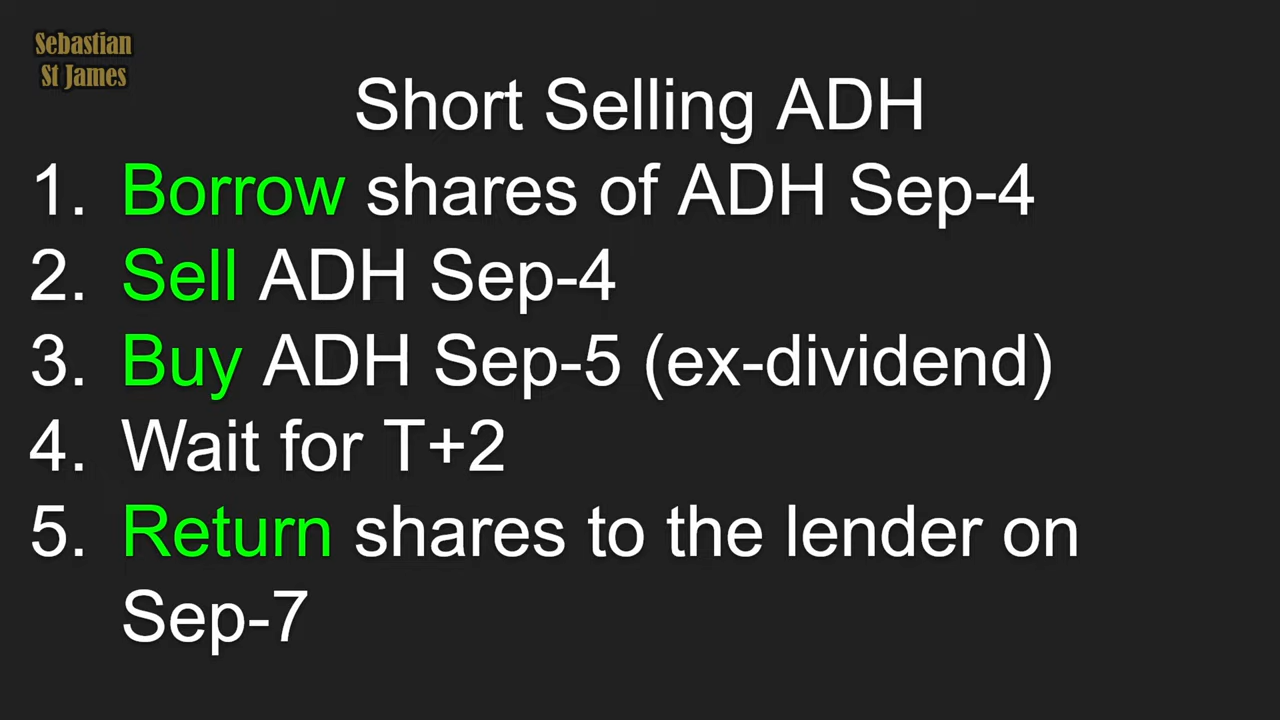 Sebastian
St James
Short Selling ADH
1. Borrow shares of ADH Sep-4
2. Sell ADH Sep-4
3. Buy ADH Sep-5 (ex-dividend)
4. Wait for T+2
5. Return shares to the lender on
Sep-7